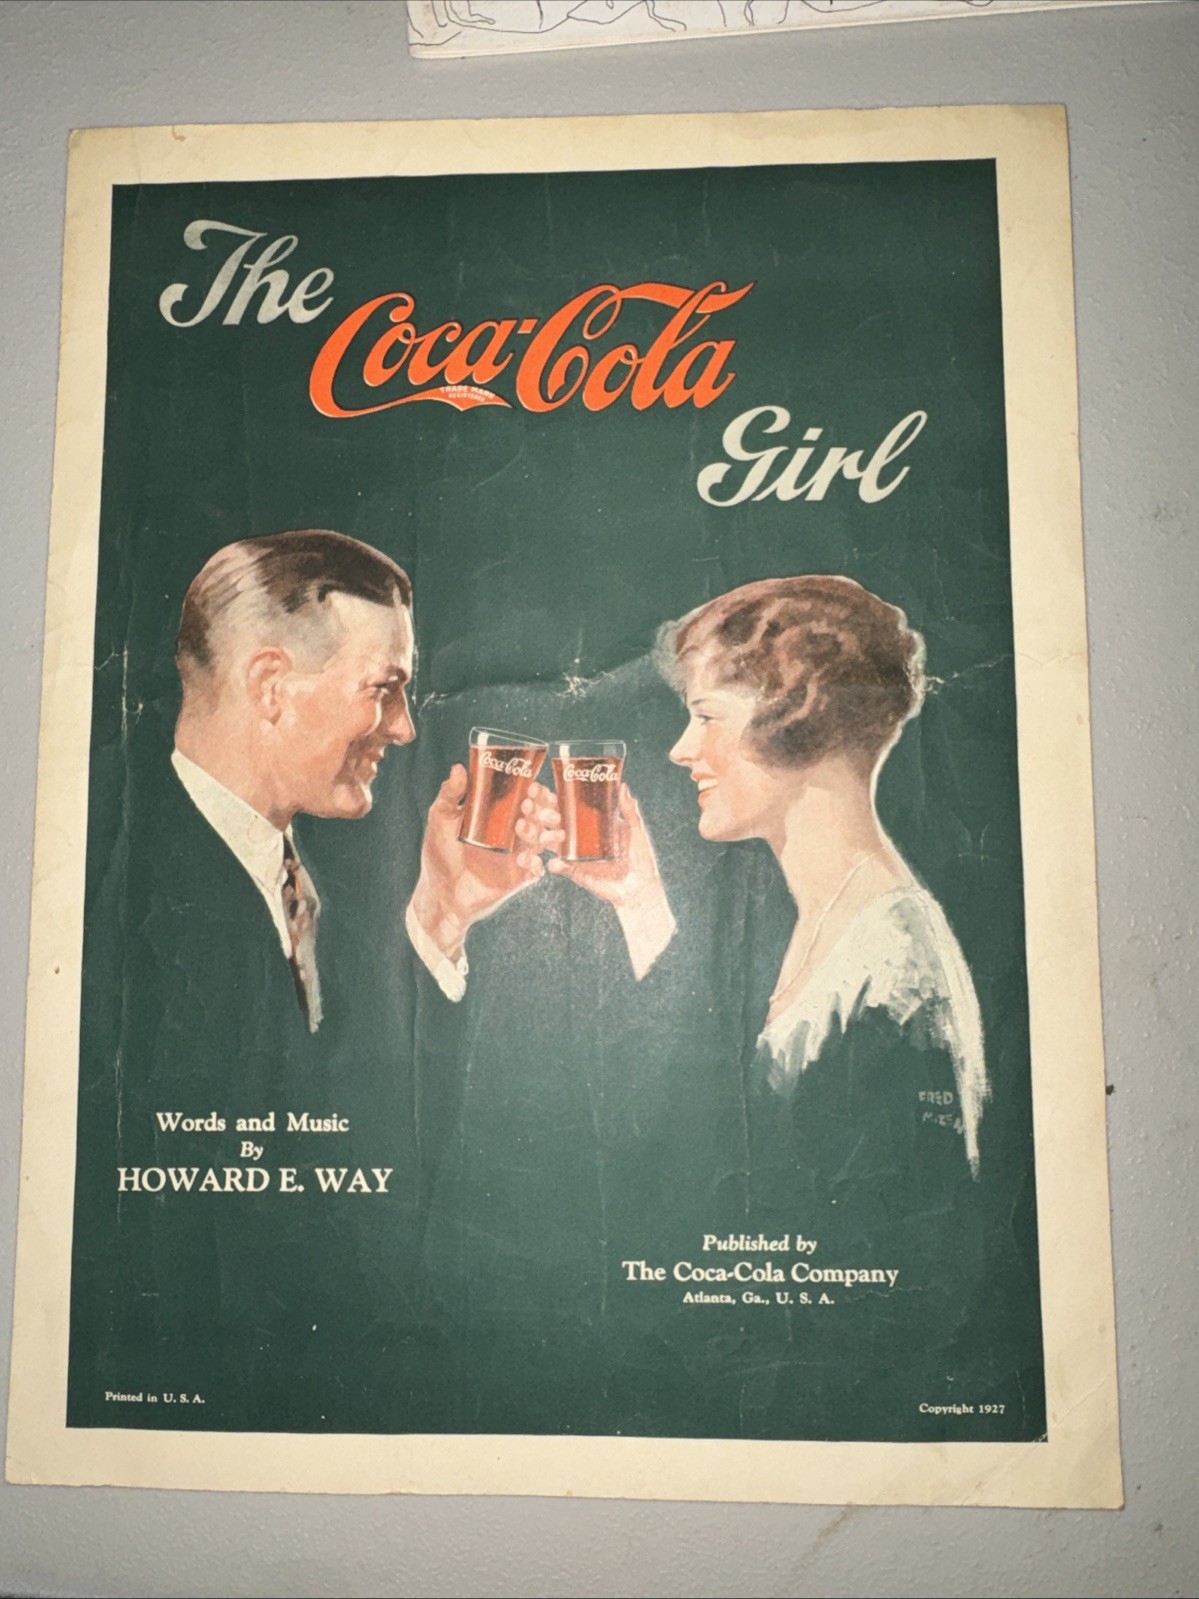 The
Coca-Cola
TRADE MARK
REGISTERED
Girl
Coca-Cola
Coca-Cola
FRED
MIZEN
Words and Music
By
HOWARD E. WAY
Published by
The Coca-Cola Company
Atlanta, Ga., U. S. A.
Printed in U. S. A.
Copyright 1927